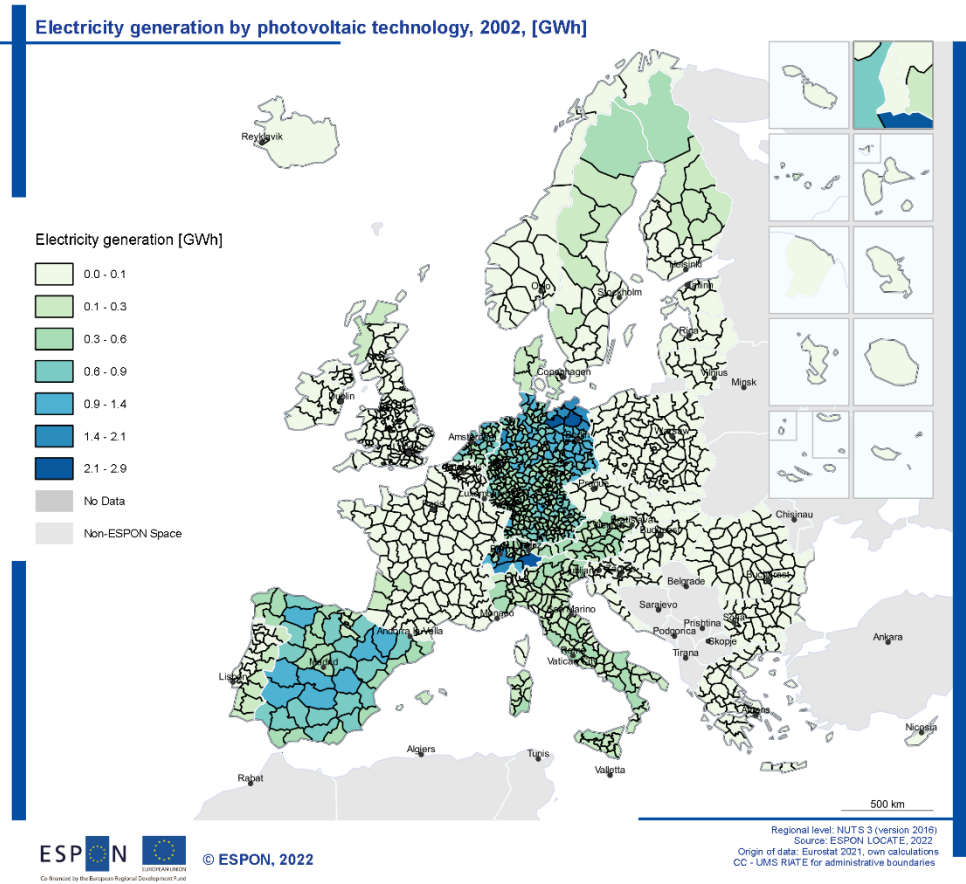 Electricity generation by photovoltaic technology, 2002, [GWh]
Reykjavik
Electricity generation [GWh]
0.0 - 0.1
0.1 - 0.3
0.3 - 0.6
0.6 - 0.9
0.9 - 1.4
1.4 - 2.1
2.1 - 2.9
No Data
Non-ESPON Space
Helsinki
Oslo
Tallinn
Stockholm
Riga
Copenhagen
Vilnius
Minsk
Dublin
Amsterdam
Warsaw
Prague
Paris
Chisinau
Bratislava
Budapest
Ljubljana
Belgrade
Bucharest
San Marino
Sarajevo
Monaco
Andorra la Vella
Prishtina
Sofia
Podgorica
Skopje
Ankara
Rome
Vatican City
Tirana
Madrid
Lisbon
Athens
Nicosia
Algiers
Tunis
Valletta
Rabat
500 km
Regional level: NUTS 3 (version 2016)
Source: ESPON LOCATE, 2022
Origin of data: Eurostat 2021, own calculations
CC - UMS RIATE for administrative boundaries
ESPON
EUROPEAN UNION
Co-financed by the European Regional Development Fund
© ESPON, 2022